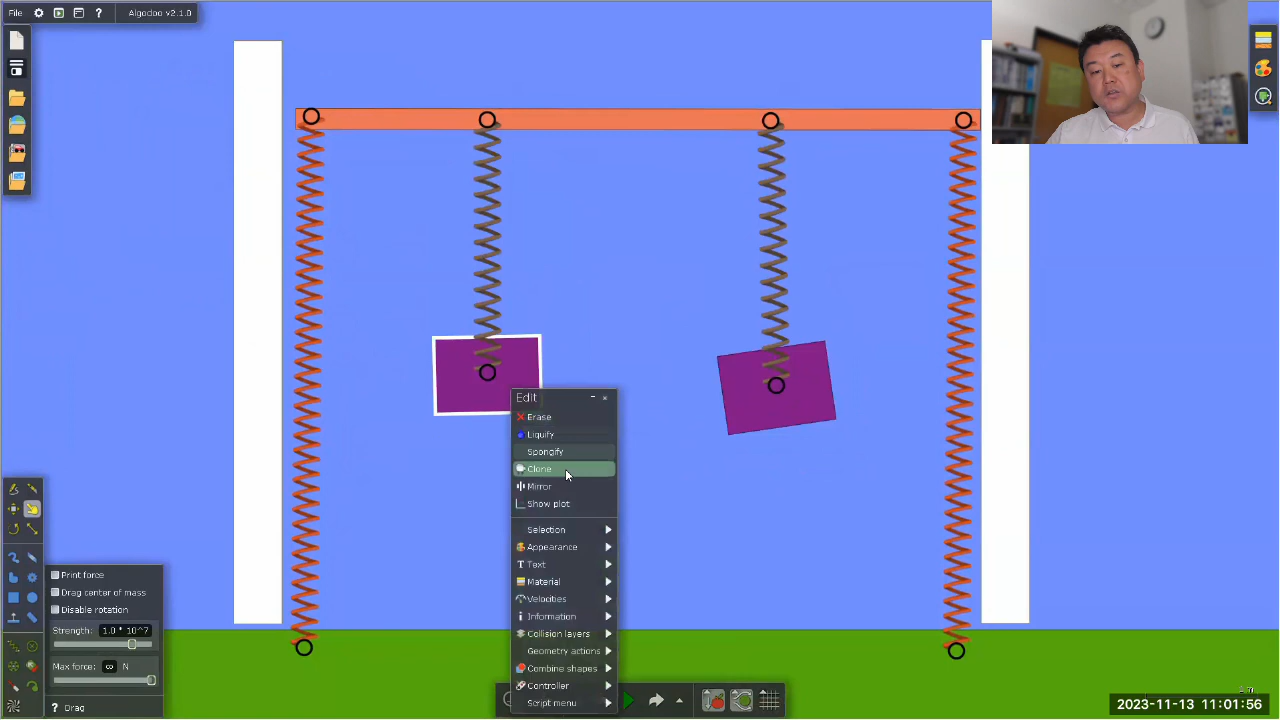 File
Algodoo v2.1.0
Edit
Erase
Liquify
Spongify
Clone
Mirror
Show plot
Selection
Appearance
Text
Material
Velocities
Information
Collision layers
Geometry actions
Combine shapes
Controller
Script menu
Print force
Drag center of mass
Disable rotation
Strength: 1.0 * 10^7
Max force: ∞ N
? Drag
1 m
2023-11-13 11:01:56